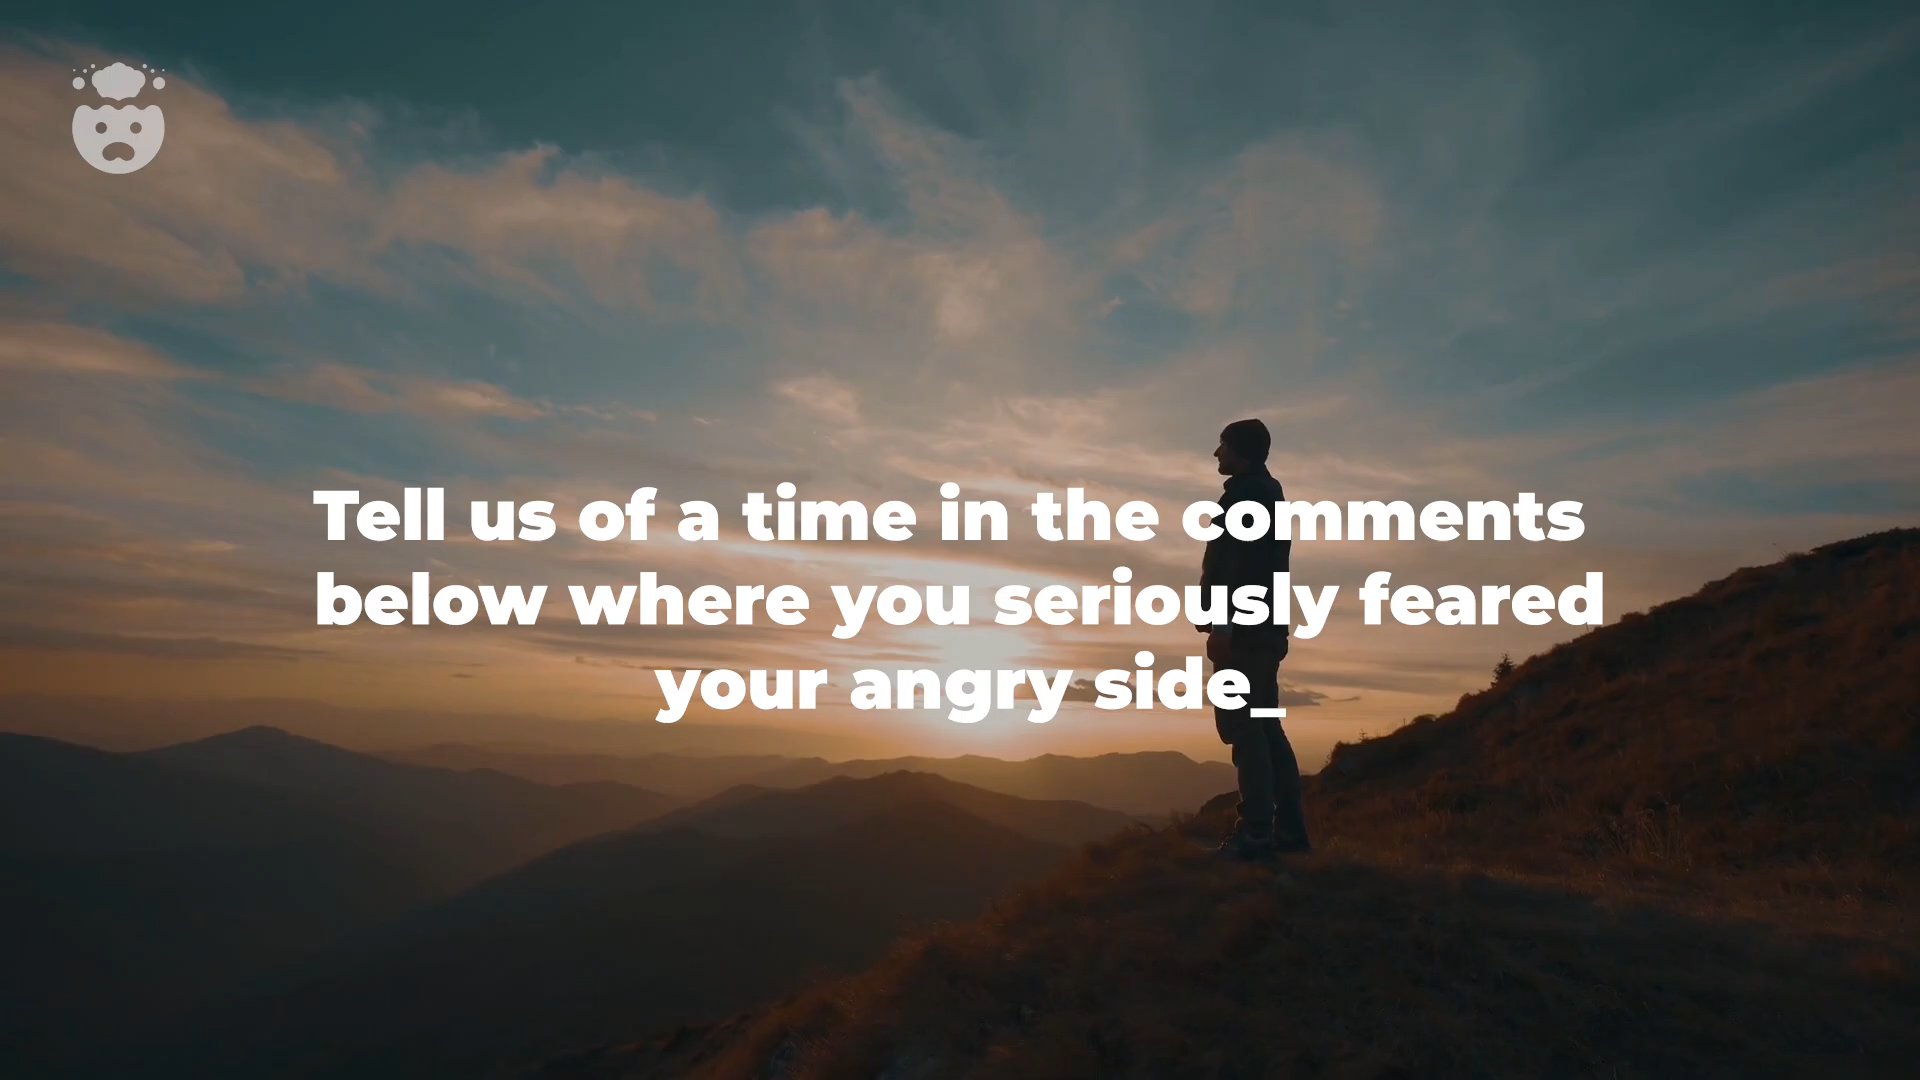 Tell us of a time in the comments
below where you seriously feared
your angry side_